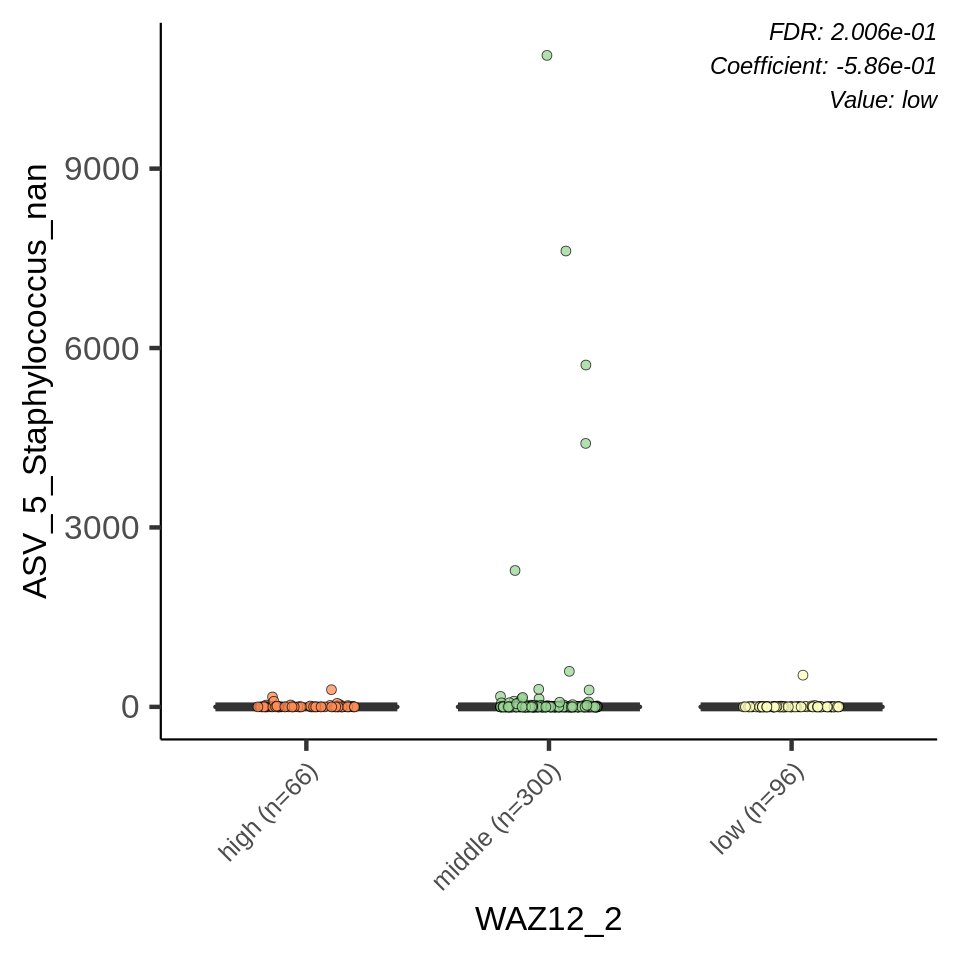 FDR: 2.006e-01
Coefficient: -5.86e-01
Value: low
ASV_5_Staphylococcus_nan
9000
6000
3000
0
high (n=66)
middle (n=300)
low (n=96)
WAZ12_2